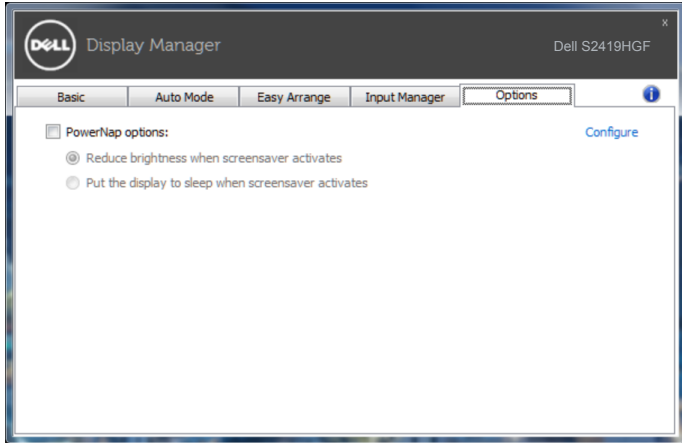 x
DELL Display Manager Dell S2419HGF
Basic Auto Mode Easy Arrange Input Manager Options i
PowerNap options: Configure
Reduce brightness when screensaver activates
Put the display to sleep when screensaver activates